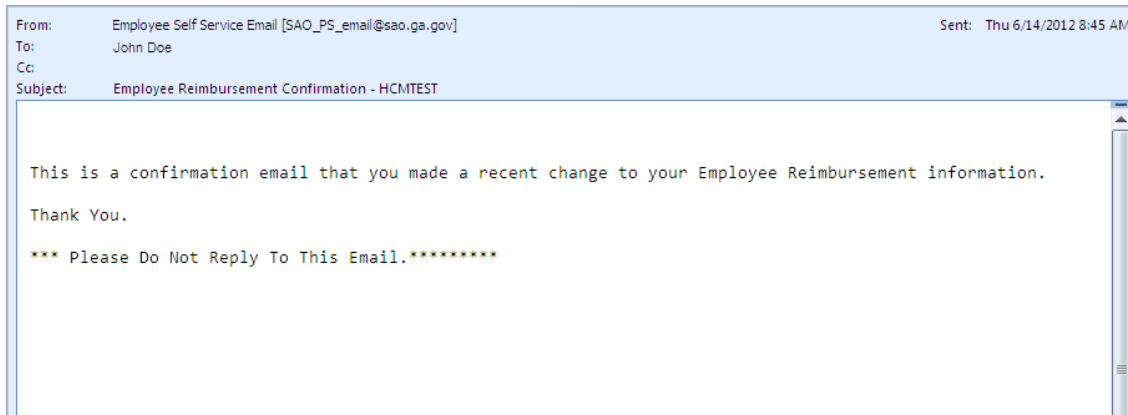 From: Employee Self Service Email [SAO_PS_email@sao.ga.gov] Sent: Thu 6/14/2012 8:45 AM
To: John Doe
Cc:
Subject: Employee Reimbursement Confirmation - HCMTEST
This is a confirmation email that you made a recent change to your Employee Reimbursement information.
Thank You.
*** Please Do Not Reply To This Email.*********